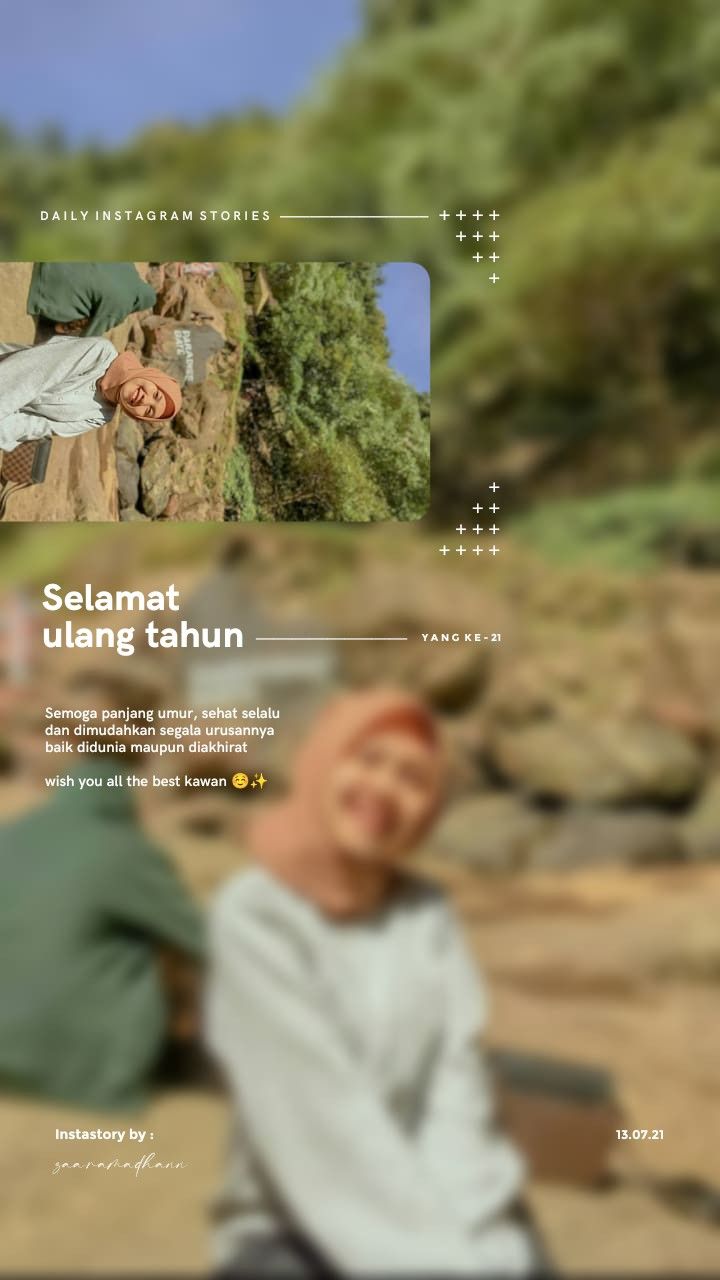 DAILY INSTAGRAM STORIES
PARADISE
Selamat
ulang tahun
YANG KE-21
Semoga panjang umur, sehat selalu
dan dimudahkan segala urusannya
baik didunia maupun diakhirat
wish you all the best kawan ☺️✨
Instastory by :
zaaramadhann
13.07.21